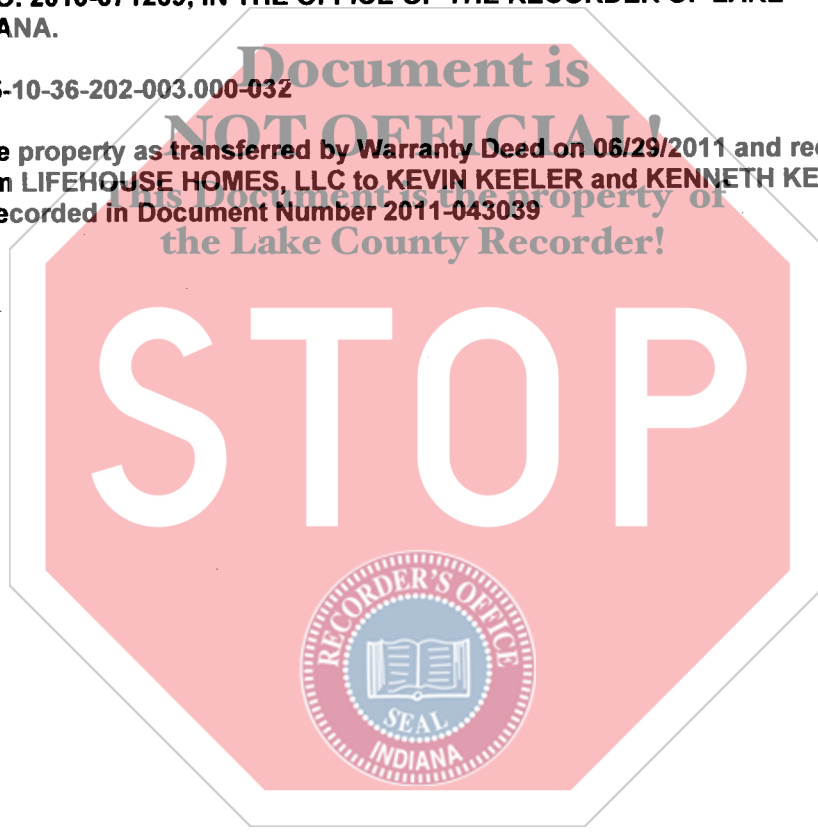 ANA.
Document is
-10-36-202-003.000-032
NOT OFFICIAL!
e property as transferred by Warranty Deed on 06/29/2011 and rec
n LIFEHOUSE HOMES, LLC to KEVIN KEELER and KENNETH KE
This Document is the property of
ecorded in Document Number 2011-043039
the Lake County Recorder!
STOP
RECORDER'S OFFICE
SEAL
INDIANA